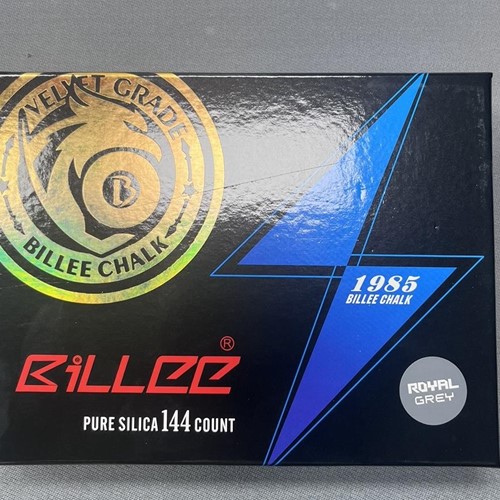 VELVET GRADE
B
BILLEE CHALK
1985
BILLEE CHALK
BiLLEE®
PURE SILICA 144 COUNT
ROYAL
GREY